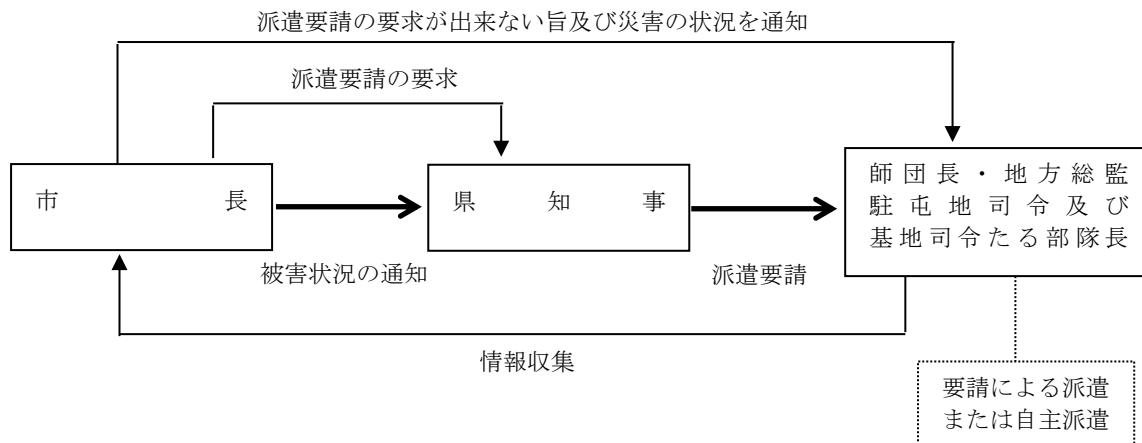 派遣要請の要求が出来ない旨及び災害の状況を通知
派遣要請の要求
市長
県知事
師団長・地方総監
駐屯地司令及び
基地司令たる部隊長
被害状況の通知
派遣要請
情報収集
要請による派遣
または自主派遣